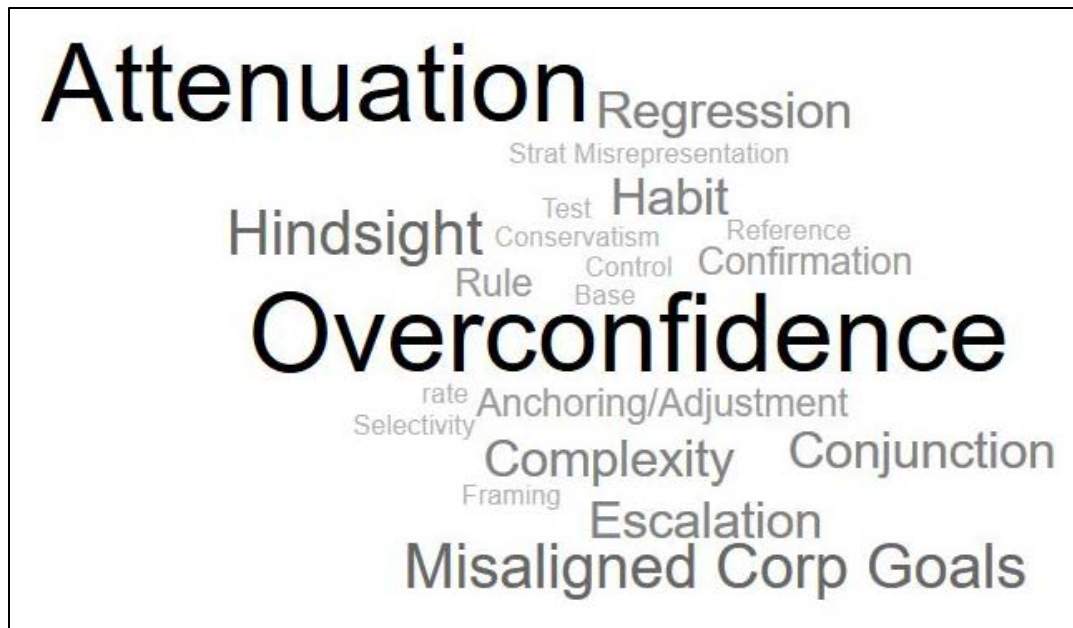 Attenuation
Regression
Strat Misrepresentation
Habit
Test
Hindsight
Conservatism
Reference
Control
Confirmation
Rule
Base
Overconfidence
rate
Anchoring/Adjustment
Selectivity
Complexity
Conjunction
Framing
Escalation
Misaligned Corp Goals